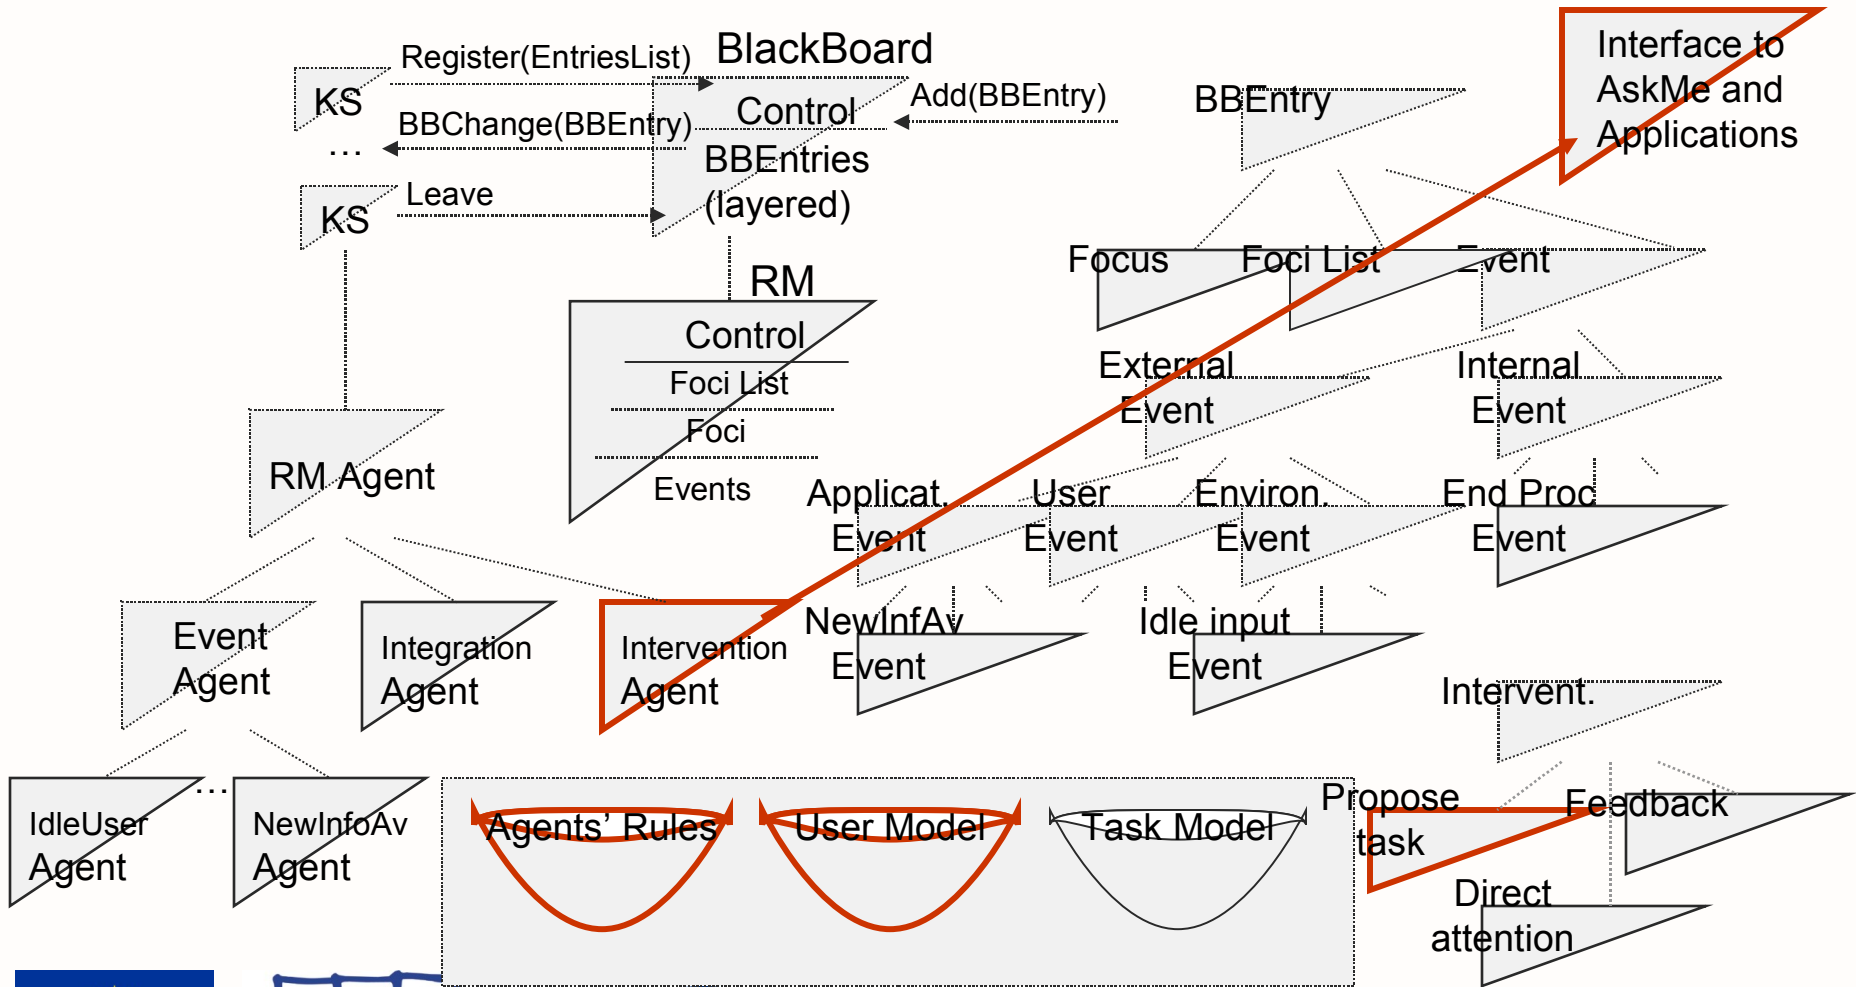 BlackBoard
Register(EntriesList)
KS
Control
Add(BBEntry)
BBEntry
Interface to
AskMe and
Applications
BBChange(BBEntry)
…
BBEntries
(layered)
Leave
KS
Focus
Foci List
Event
RM
Control
Foci List
Foci
Events
External
Event
Internal
Event
RM Agent
Applicat.
Event
User
Event
Environ.
Event
End Proc
Event
Event
Agent
Integration
Agent
Intervention
Agent
NewInfAv
Event
Idle input
Event
Intervent.
IdleUser
Agent
…
NewInfoAv
Agent
Agents’ Rules
User Model
Task Model
Propose
task
Feedback
Direct
attention